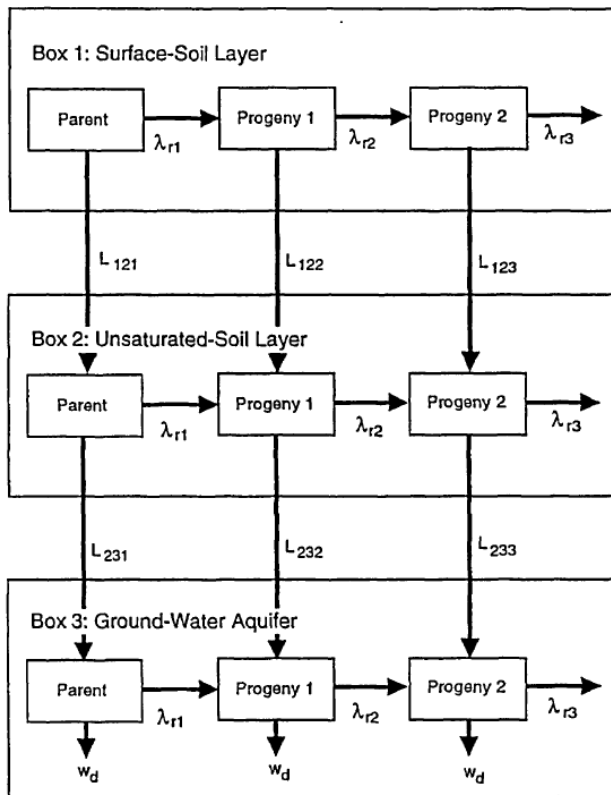 Box 1: Surface-Soil Layer
Parent
Progeny 1
Progeny 2
λr1
λr2
λr3
L121
L122
L123
Box 2: Unsaturated-Soil Layer
Parent
Progeny 1
Progeny 2
λr1
λr2
λr3
L231
L232
L233
Box 3: Ground-Water Aquifer
Parent
Progeny 1
Progeny 2
λr1
λr2
λr3
wd
wd
wd